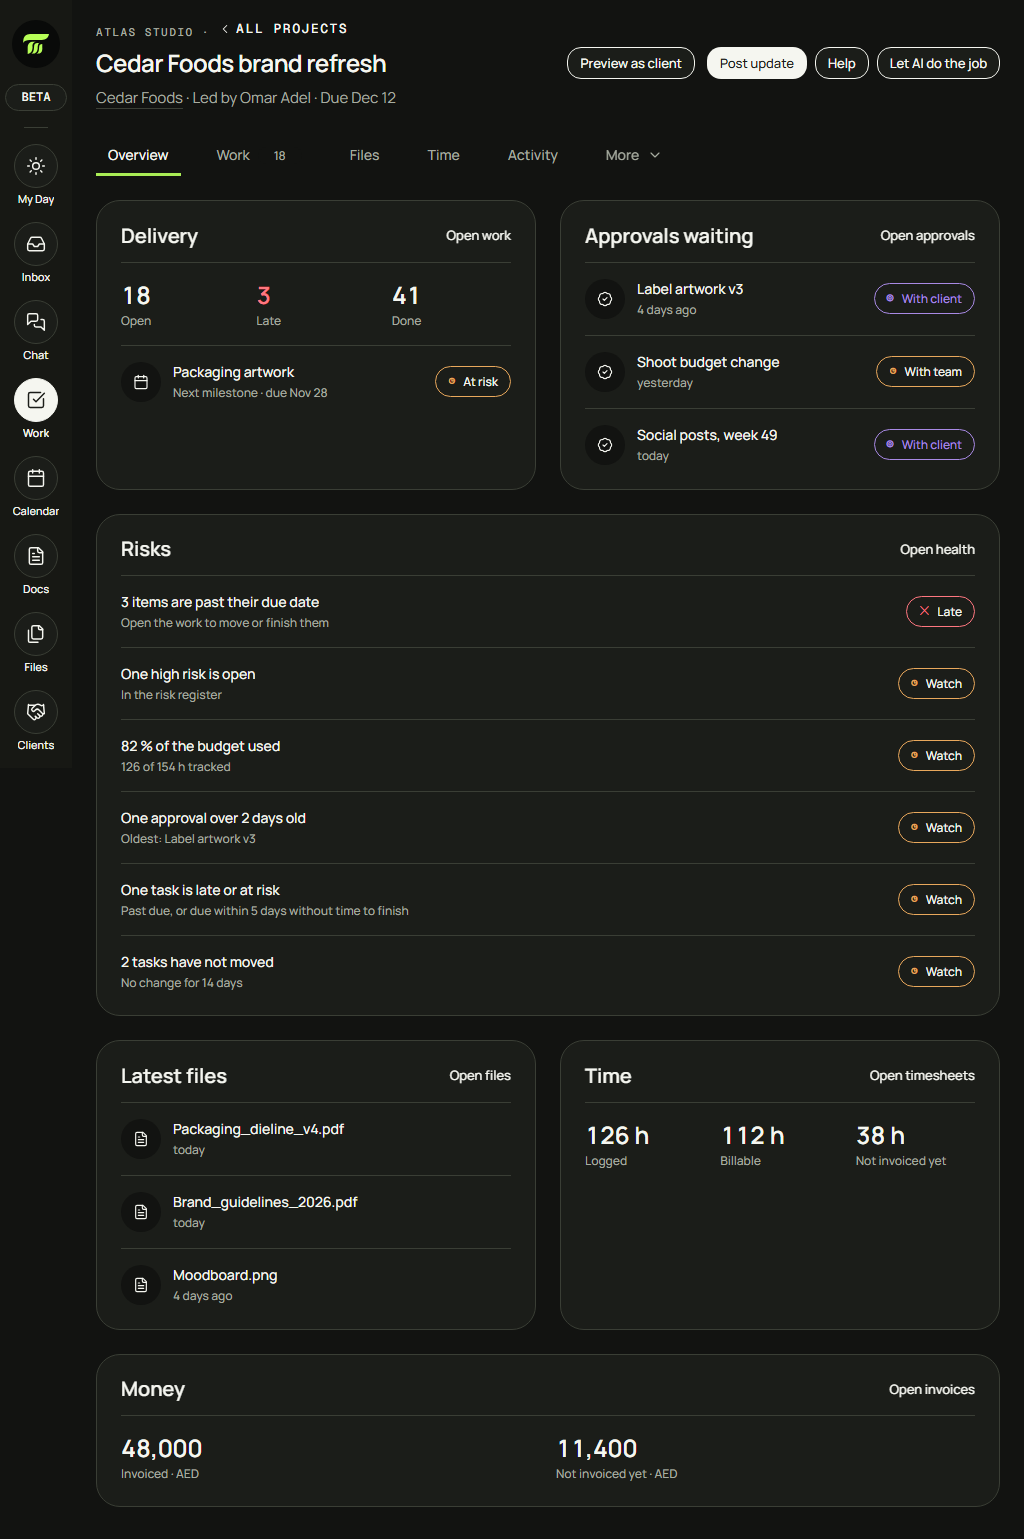 ATLAS STUDIO · ALL PROJECTS
Cedar Foods brand refresh
Cedar Foods · Led by Omar Adel · Due Dec 12
Preview as client
Post update
Help
Let AI do the job
BETA
My Day
Inbox
Chat
Work
Calendar
Docs
Files
Clients
Overview
Work 18
Files
Time
Activity
More
Delivery
Open work
18
Open
3
Late
41
Done
Packaging artwork
Next milestone · due Nov 28
At risk
Approvals waiting
Open approvals
Label artwork v3
4 days ago
With client
Shoot budget change
yesterday
With team
Social posts, week 49
today
With client
Risks
Open health
3 items are past their due date
Open the work to move or finish them
Late
One high risk is open
In the risk register
Watch
82 % of the budget used
126 of 154 h tracked
Watch
One approval over 2 days old
Oldest: Label artwork v3
Watch
One task is late or at risk
Past due, or due within 5 days without time to finish
Watch
2 tasks have not moved
No change for 14 days
Watch
Latest files
Open files
Packaging_dieline_v4.pdf
today
Brand_guidelines_2026.pdf
today
Moodboard.png
4 days ago
Time
Open timesheets
126 h
Logged
112 h
Billable
38 h
Not invoiced yet
Money
Open invoices
48,000
Invoiced · AED
11,400
Not invoiced yet · AED